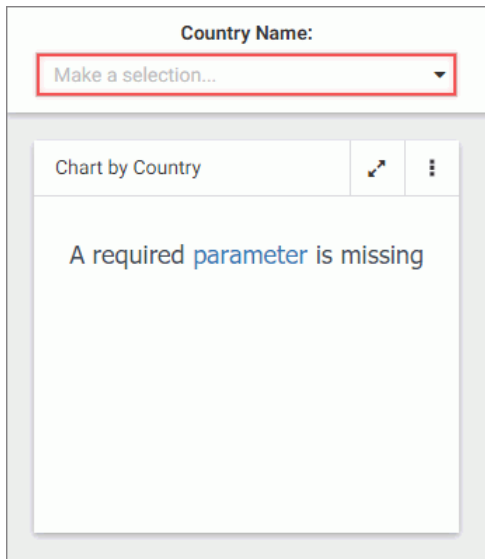 Country Name:
Make a selection...
Chart by Country
A required parameter is missing